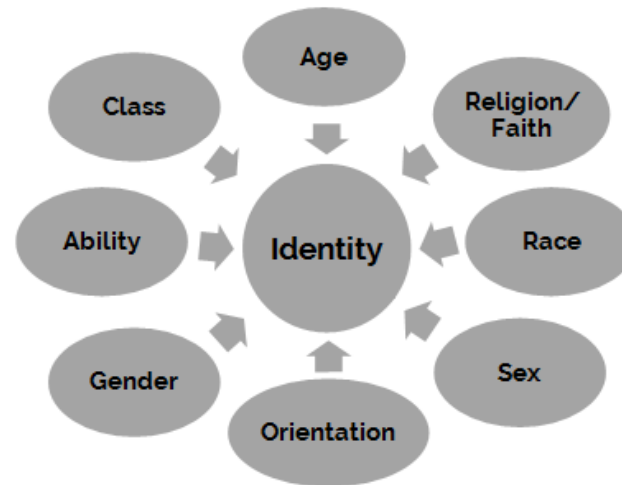 Age
Class
Religion/
Faith
Ability
Identity
Race
Gender
Sex
Orientation